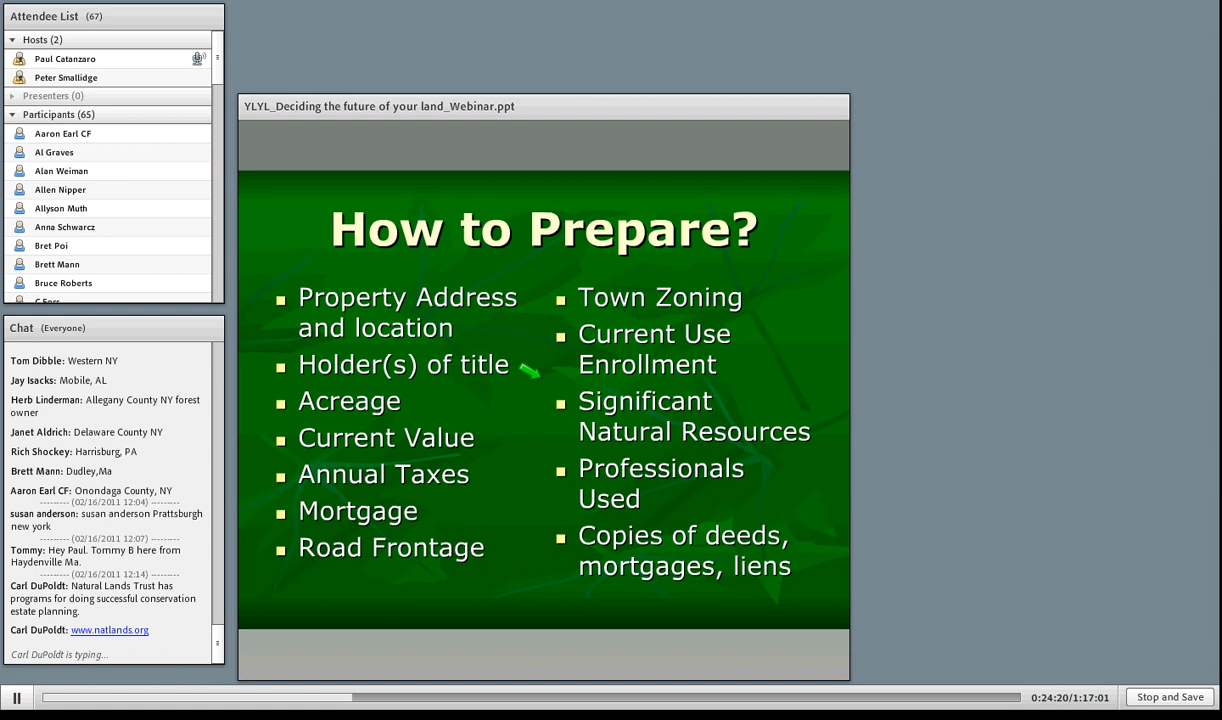 Attendee List (67)
Hosts (2)
Paul Catanzaro
Peter Smallidge
Presenters (0)
Participants (65)
Aaron Earl CF
Al Graves
Alan Weiman
Allen Nipper
Allyson Muth
Anna Schwarcz
Bret Poi
Brett Mann
Bruce Roberts
Chat (Everyone)
Tom Dibble: Western NY
Jay Isacks: Mobile, AL
Herb Linderman: Allegany County NY forest
owner
Janet Aldrich: Delaware County NY
Rich Shockey: Harrisburg, PA
Brett Mann: Dudley,Ma
Aaron Earl CF: Onondaga County, NY
--------- (02/16/2011 12:04) ---------
susan anderson: susan anderson Prattsburgh
new york
--------- (02/16/2011 12:07) ---------
Tommy: Hey Paul. Tommy B here from
Haydenville Ma.
--------- (02/16/2011 12:14) ---------
Carl DuPoldt: Natural Lands Trust has
programs for doing successful conservation
estate planning.
Carl DuPoldt: www.natlands.org
Carl DuPoldt is typing...
YLYL_Deciding the future of your land_Webinar.ppt
How to Prepare?
Property Address
and location
Holder(s) of title
Acreage
Current Value
Annual Taxes
Mortgage
Road Frontage
Town Zoning
Current Use
Enrollment
Significant
Natural Resources
Professionals
Used
Copies of deeds,
mortgages, liens
0:24:20/1:17:01
Stop and Save